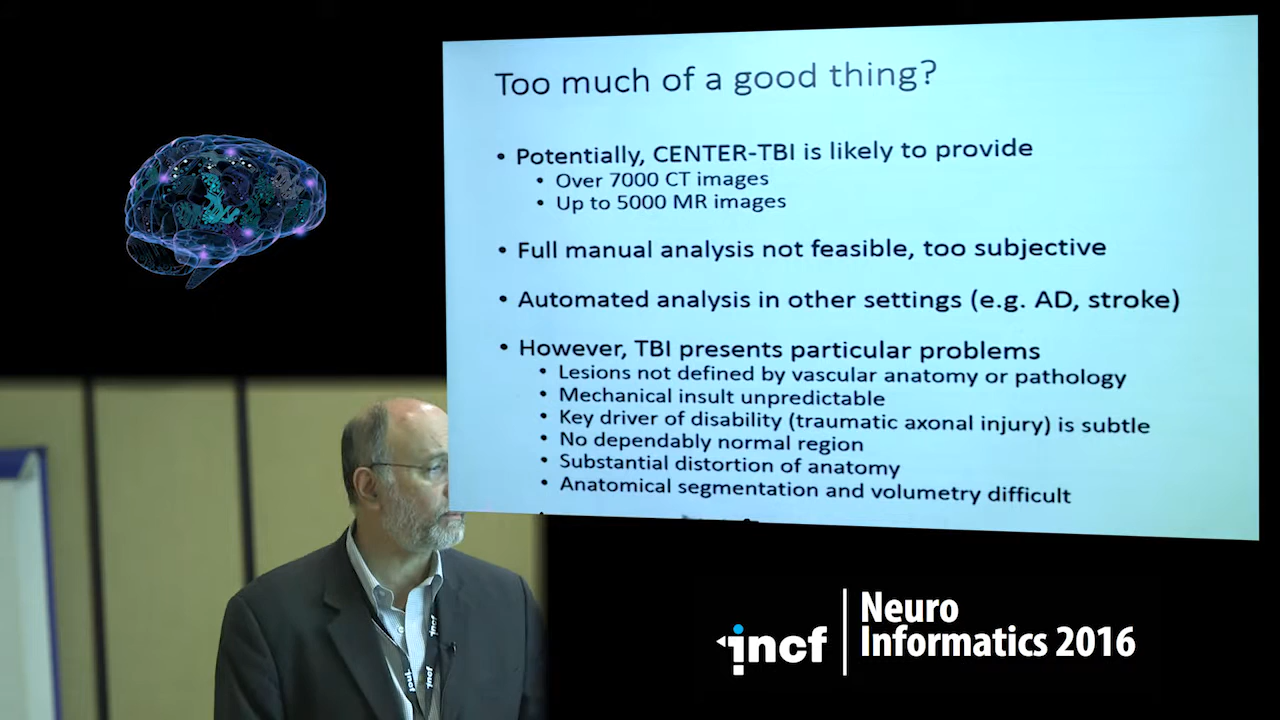 Too much of a good thing?
• Potentially, CENTER-TBI is likely to provide
• Over 7000 CT images
• Up to 5000 MR images
• Full manual analysis not feasible, too subjective
• Automated analysis in other settings (e.g. AD, stroke)
• However, TBI presents particular problems
• Lesions not defined by vascular anatomy or pathology
• Mechanical insult unpredictable
• Key driver of disability (traumatic axonal injury) is subtle
• No dependably normal region
• Substantial distortion of anatomy
• Anatomical segmentation and volumetry difficult
incf
incf
incf
incf
Neuro
Informatics 2016